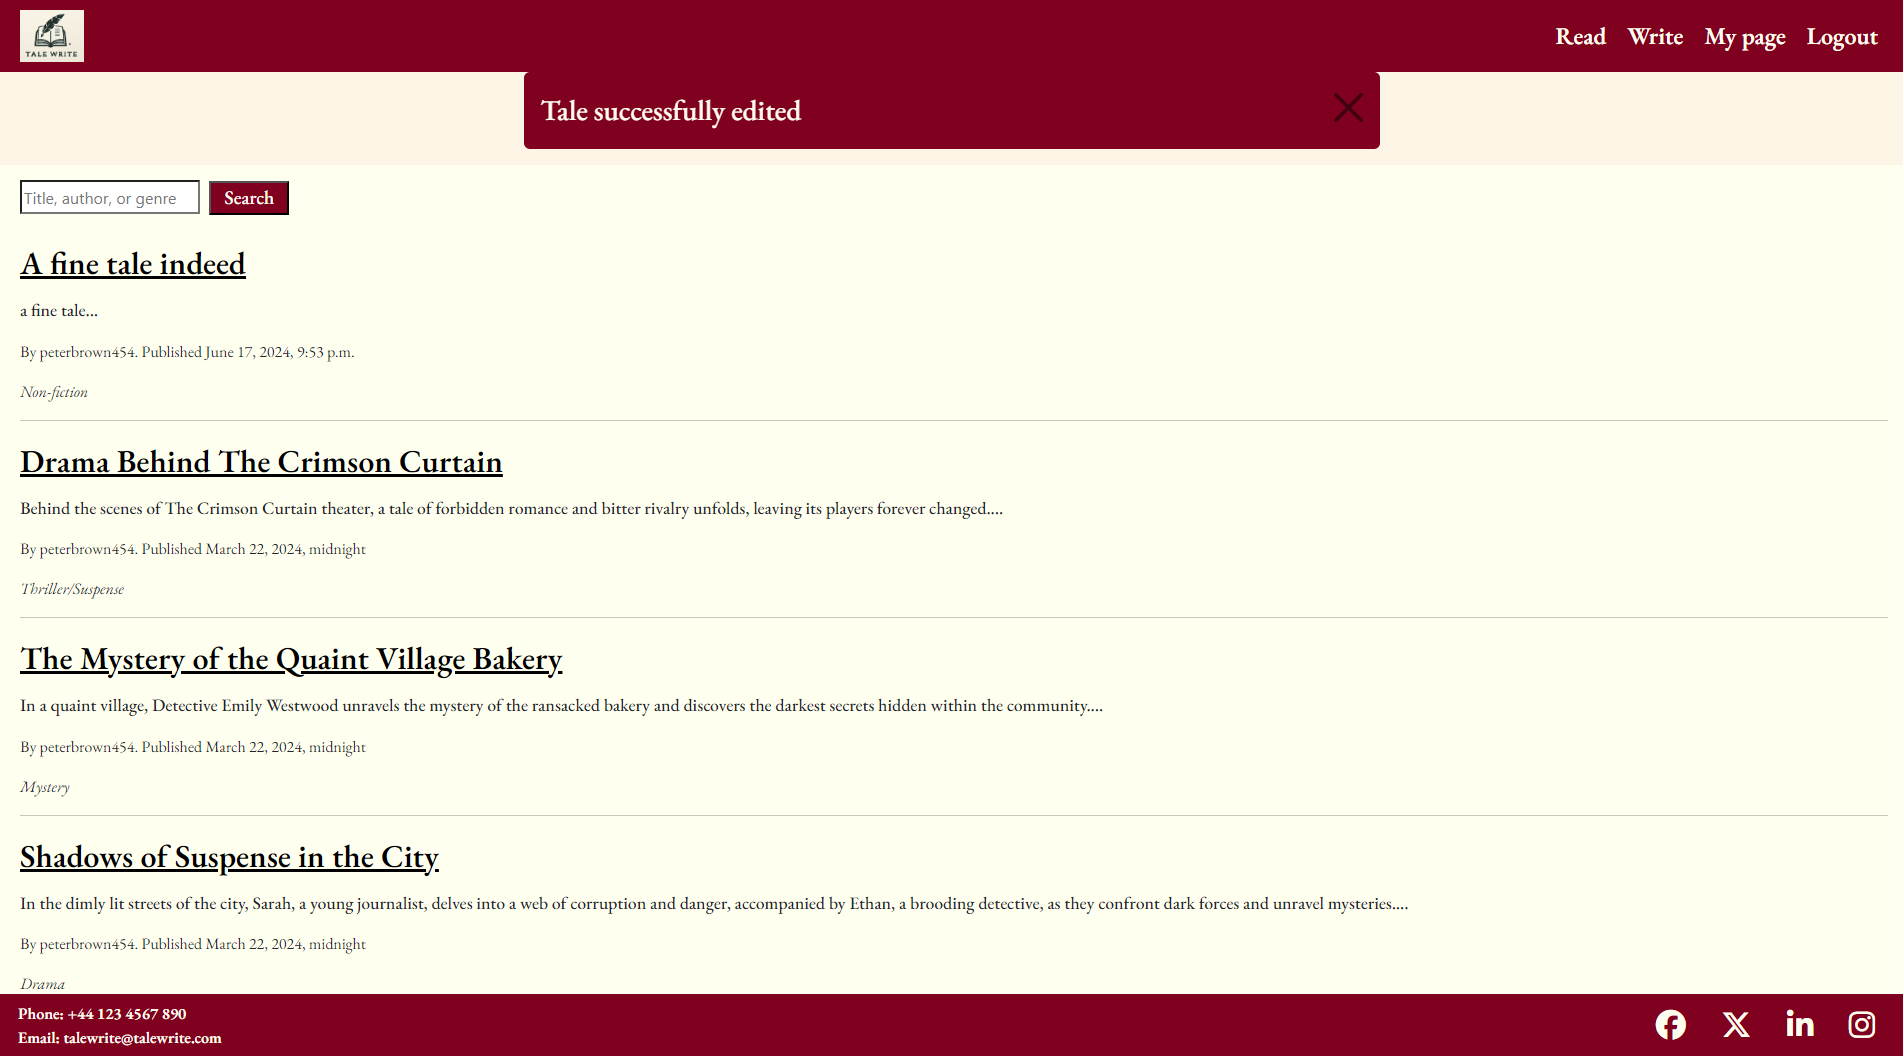 TALE WRITE
Read Write My page Logout
Tale successfully edited
Title, author, or genre Search
A fine tale indeed
a fine tale...
By peterbrown454. Published June 17, 2024, 9:53 p.m.
Non-fiction
Drama Behind The Crimson Curtain
Behind the scenes of The Crimson Curtain theater, a tale of forbidden romance and bitter rivalry unfolds, leaving its players forever changed....
By peterbrown454. Published March 22, 2024, midnight
Thriller/Suspense
The Mystery of the Quaint Village Bakery
In a quaint village, Detective Emily Westwood unravels the mystery of the ransacked bakery and discovers the darkest secrets hidden within the community....
By peterbrown454. Published March 22, 2024, midnight
Mystery
Shadows of Suspense in the City
In the dimly lit streets of the city, Sarah, a young journalist, delves into a web of corruption and danger, accompanied by Ethan, a brooding detective, as they confront dark forces and unravel mysteries....
By peterbrown454. Published March 22, 2024, midnight
Drama
Phone: +44 123 4567 890
Email: talewrite@talewrite.com